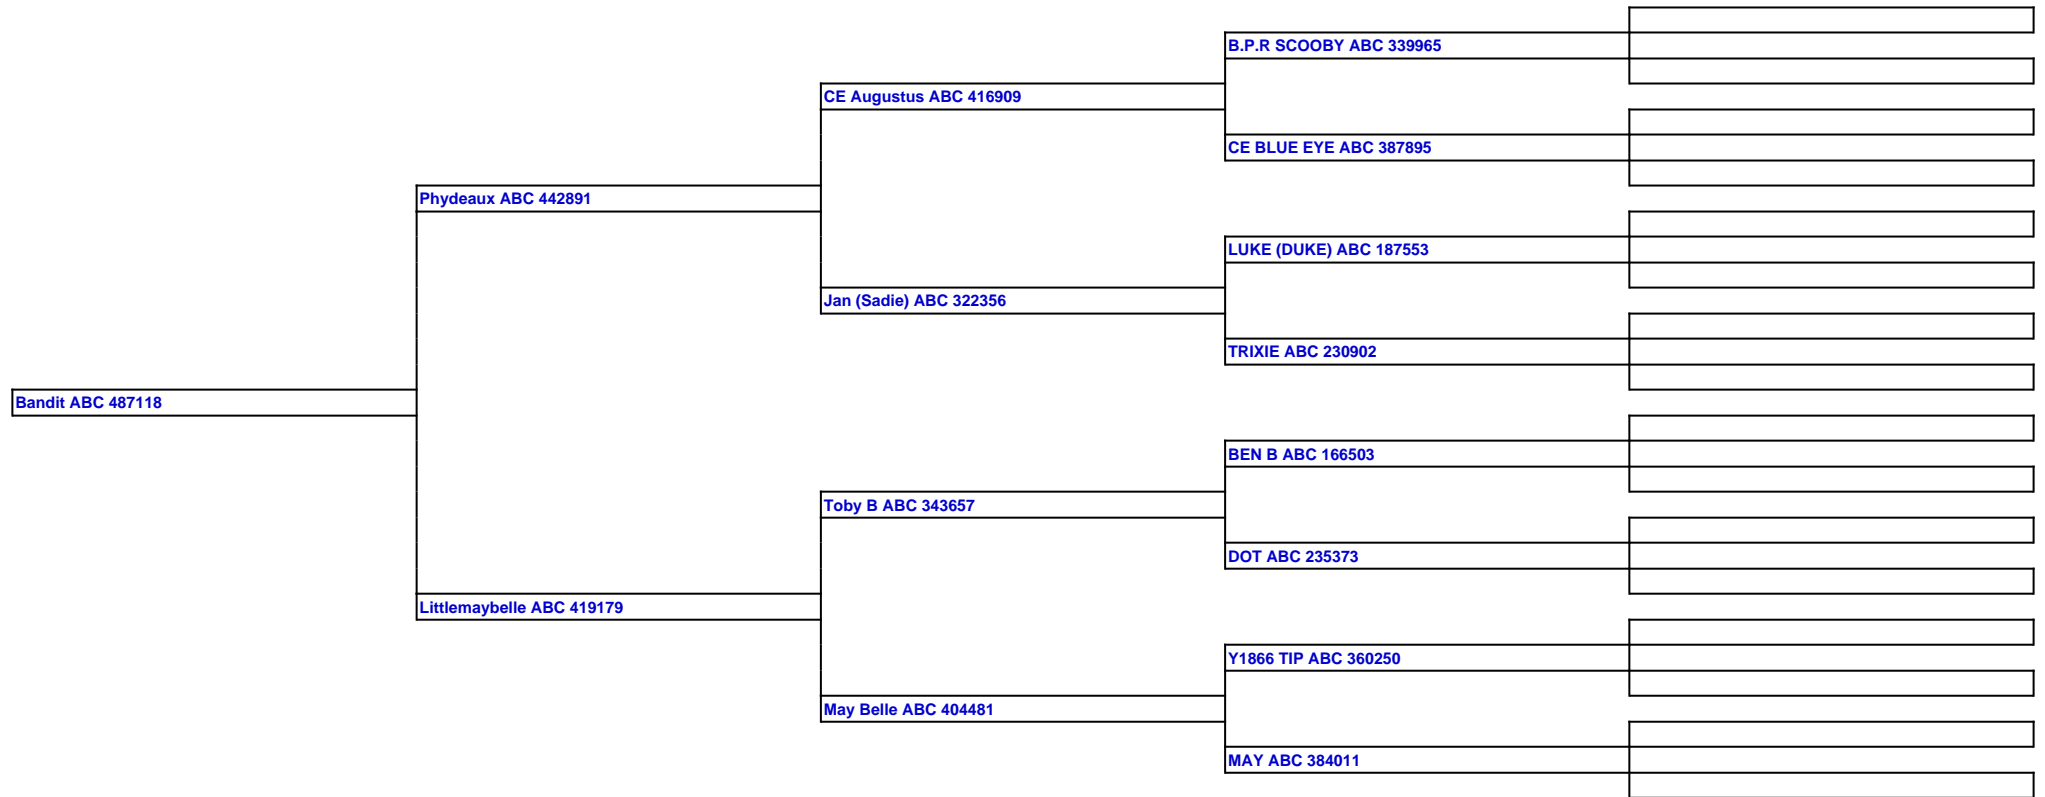 B.P.R SCOOBY ABC 339965
CE Augustus ABC 416909
CE BLUE EYE ABC 387895
Phydeaux ABC 442891
LUKE (DUKE) ABC 187553
Jan (Sadie) ABC 322356
TRIXIE ABC 230902
Bandit ABC 487118
BEN B ABC 166503
Toby B ABC 343657
DOT ABC 235373
Littlemaybelle ABC 419179
Y1866 TIP ABC 360250
May Belle ABC 404481
MAY ABC 384011